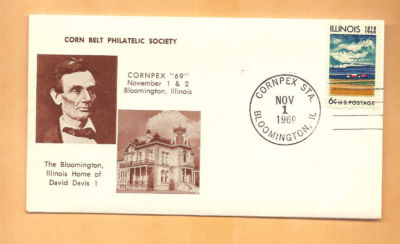 CORN BELT PHILATELIC SOCIETY
CORNPEX "69"
November 1 & 2
Bloomington, Illinois
The Bloomington,
Illinois Home of
David Davis 1
CORNPEX STA.
NOV
1
1969
BLOOMINGTON, IL
ILLINOIS 1818
1968
6¢ U.S. POSTAGE